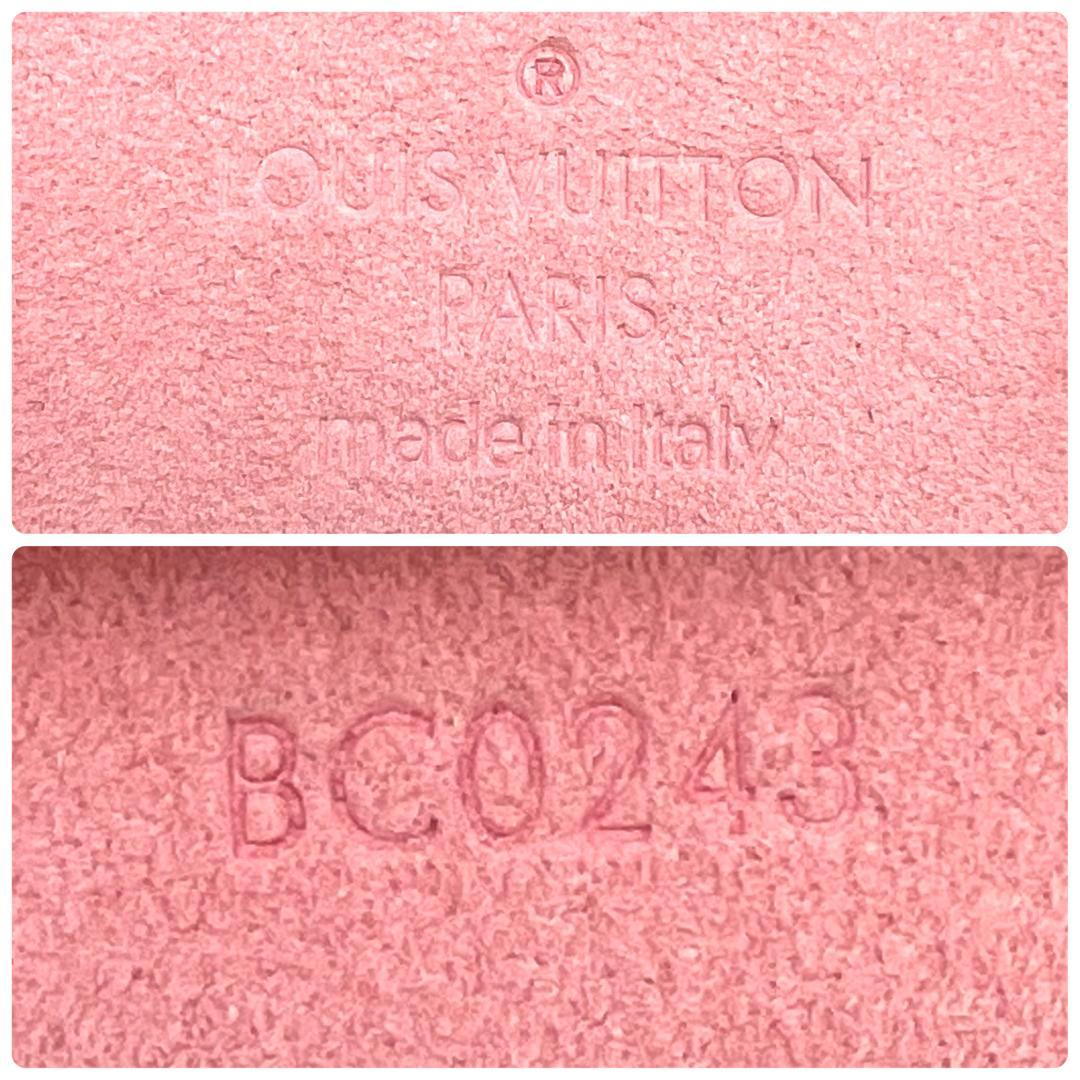 ®
LOUIS VUITTON
PARIS
made in Italy
BC0243